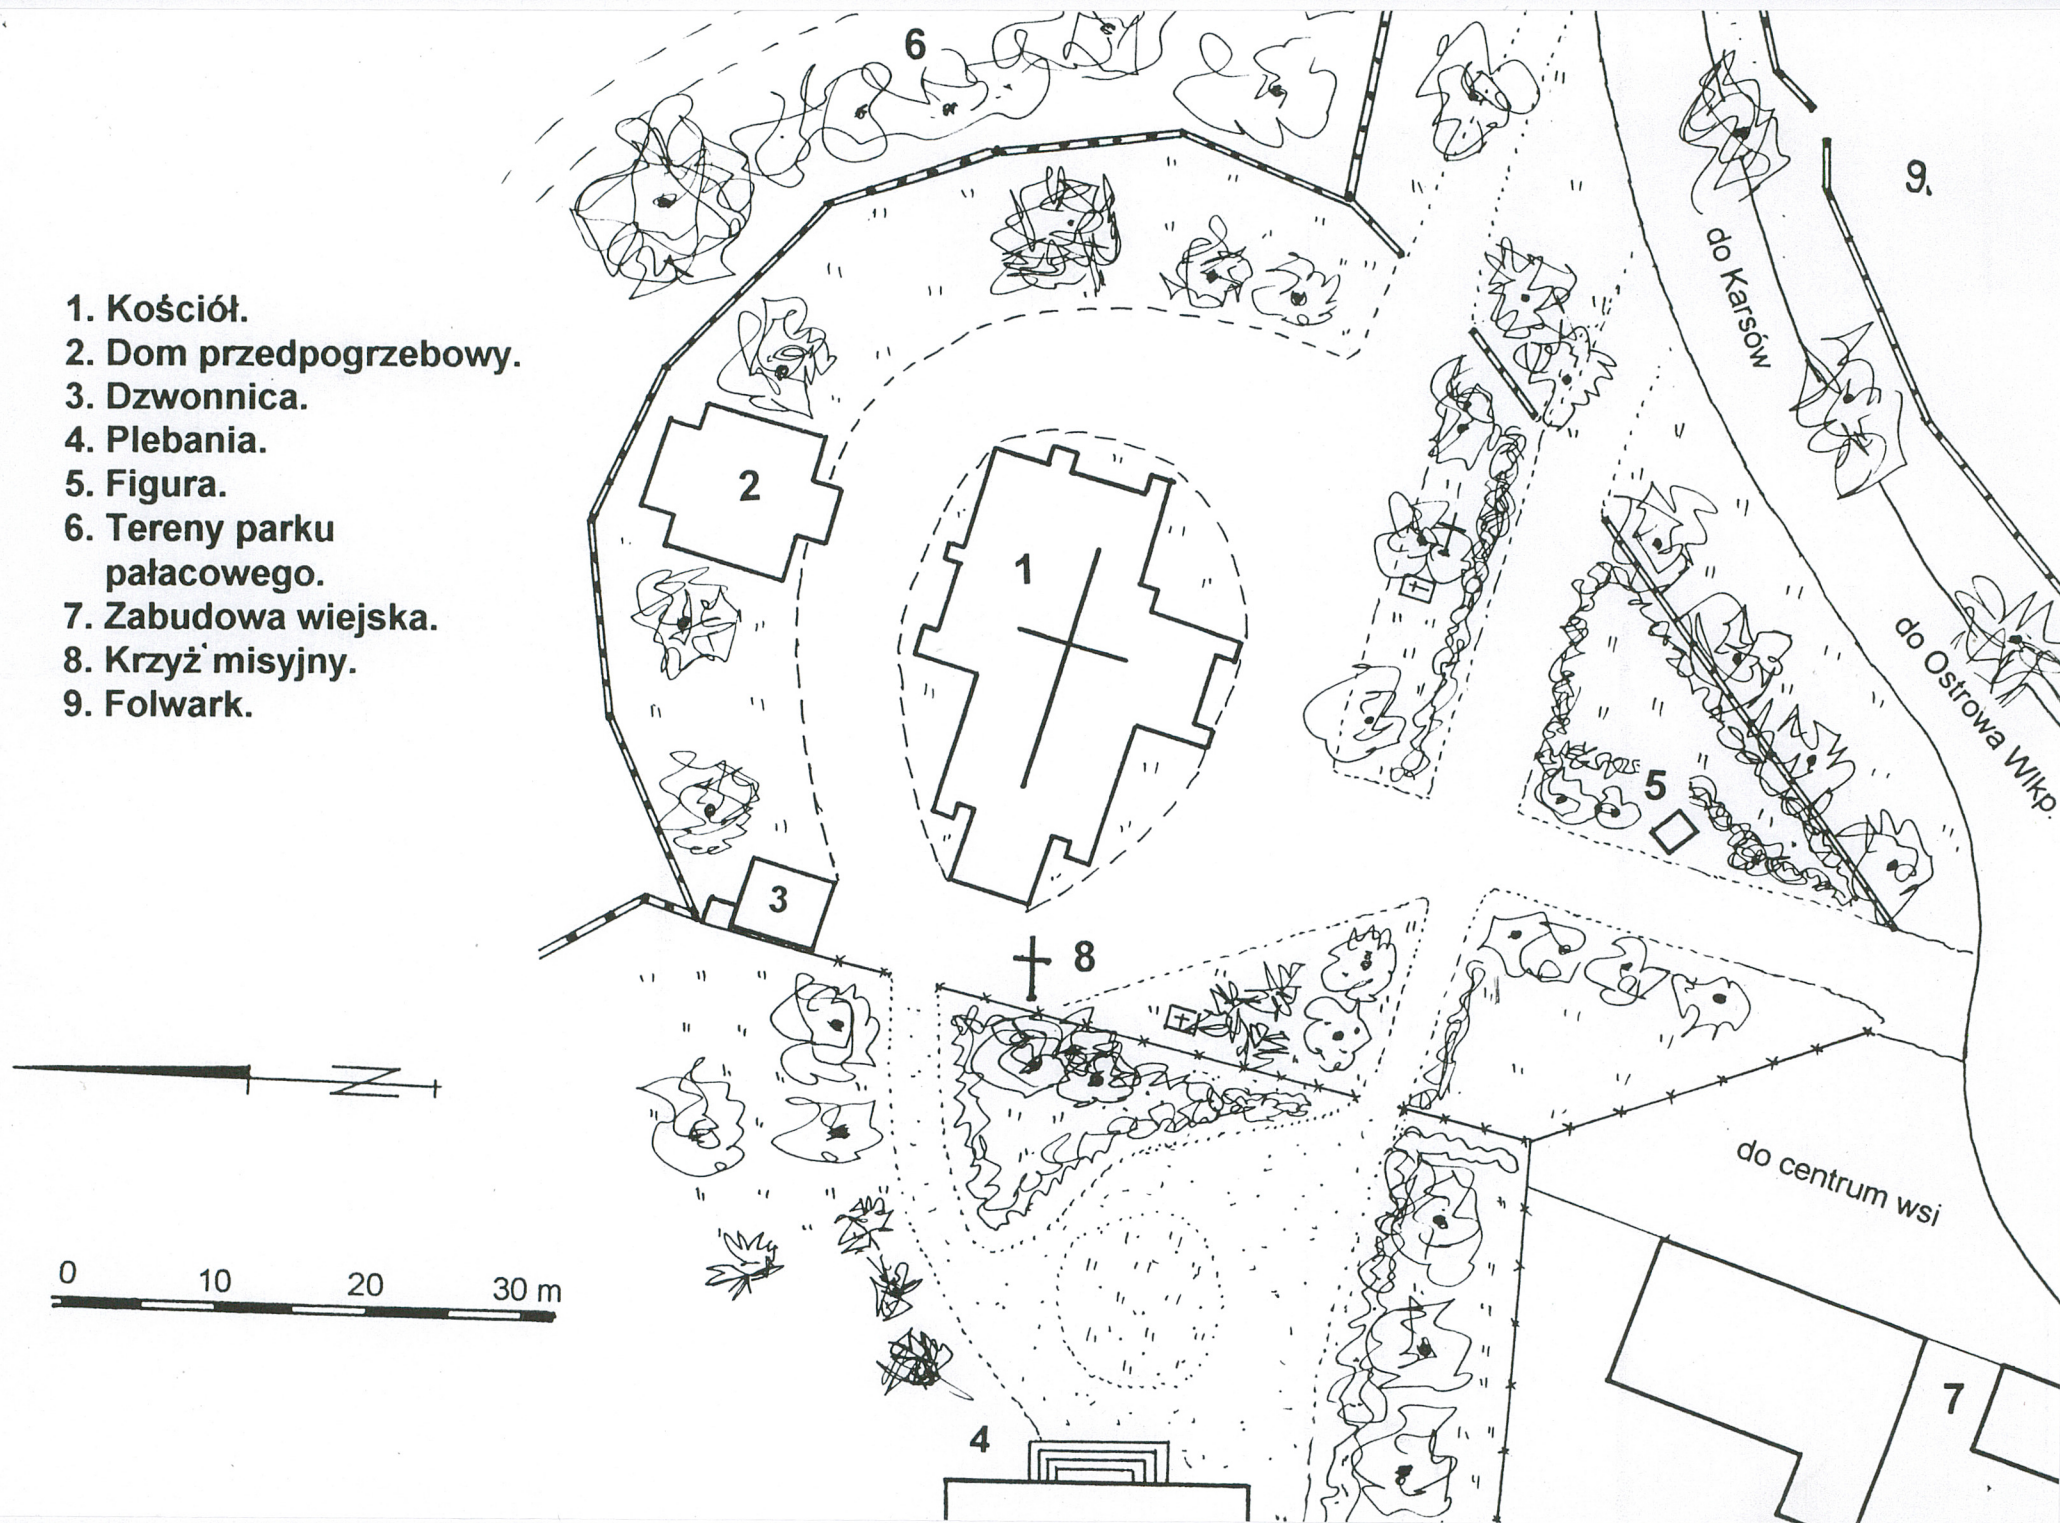 6
9.
do Karsów
1. Kościół.
2. Dom przedpogrzebowy.
3. Dzwonnica.
4. Plebania.
5. Figura.
6. Tereny parku
pałacowego.
7. Zabudowa wiejska.
8. Krzyż misyjny.
9. Folwark.
2
1
do Ostrowa Wlkp.
5
3
8
N
do centrum wsi
0 10 20 30 m
4
7